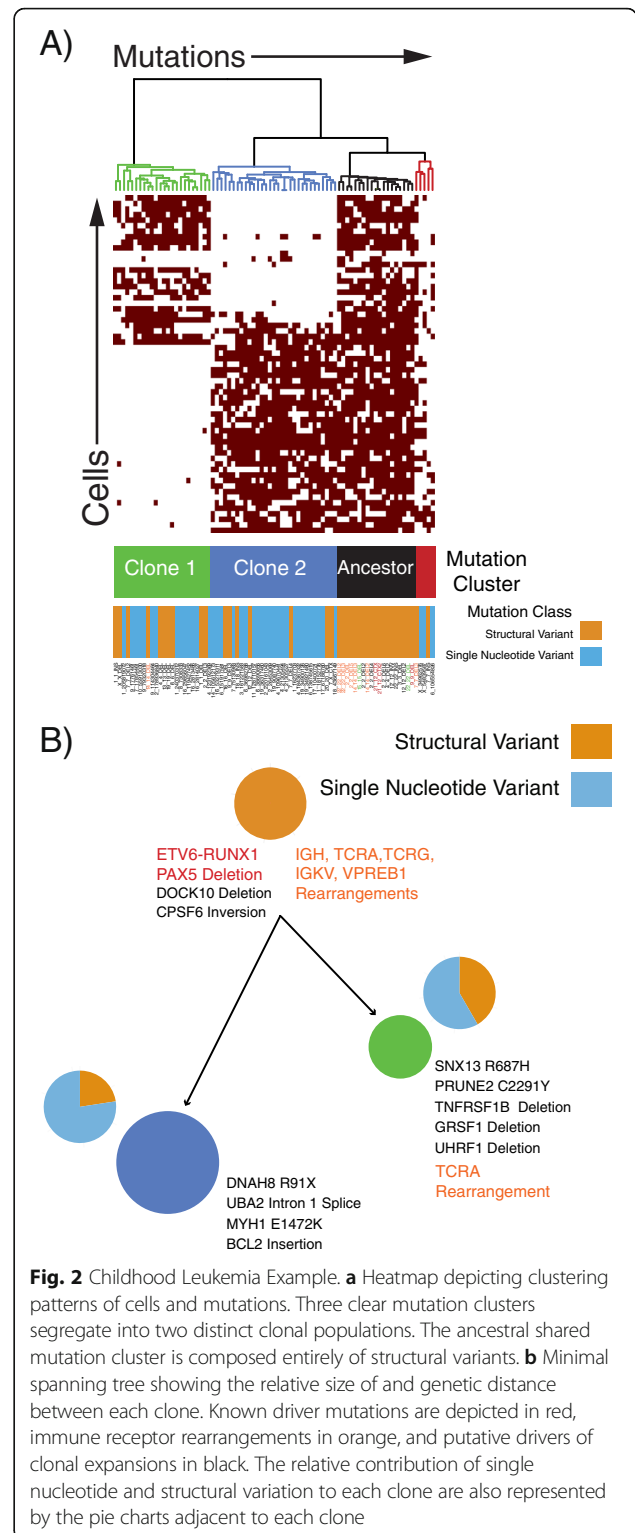 A)
Mutations
Cells
Clone 1
Clone 2
Ancestor
Mutation
Cluster
Mutation Class
Structural Variant
Single Nucleotide Variant
B)
Structural Variant
Single Nucleotide Variant
ETV6-RUNX1
PAX5 Deletion
DOCK10 Deletion
CPSF6 Inversion
IGH, TCRA,TCRG,
IGKV, VPREB1
Rearrangements
SNX13 R687H
PRUNE2 C2291Y
TNFRSF1B Deletion
GRSF1 Deletion
UHRF1 Deletion
TCRA
Rearrangement
DNAH8 R91X
UBA2 Intron 1 Splice
MYH1 E1472K
BCL2 Insertion
Fig. 2 Childhood Leukemia Example. a Heatmap depicting clustering
patterns of cells and mutations. Three clear mutation clusters
segregate into two distinct clonal populations. The ancestral shared
mutation cluster is composed entirely of structural variants. b Minimal
spanning tree showing the relative size of and genetic distance
between each clone. Known driver mutations are depicted in red,
immune receptor rearrangements in orange, and putative drivers of
clonal expansions in black. The relative contribution of single
nucleotide and structural variation to each clone are also represented
by the pie charts adjacent to each clone